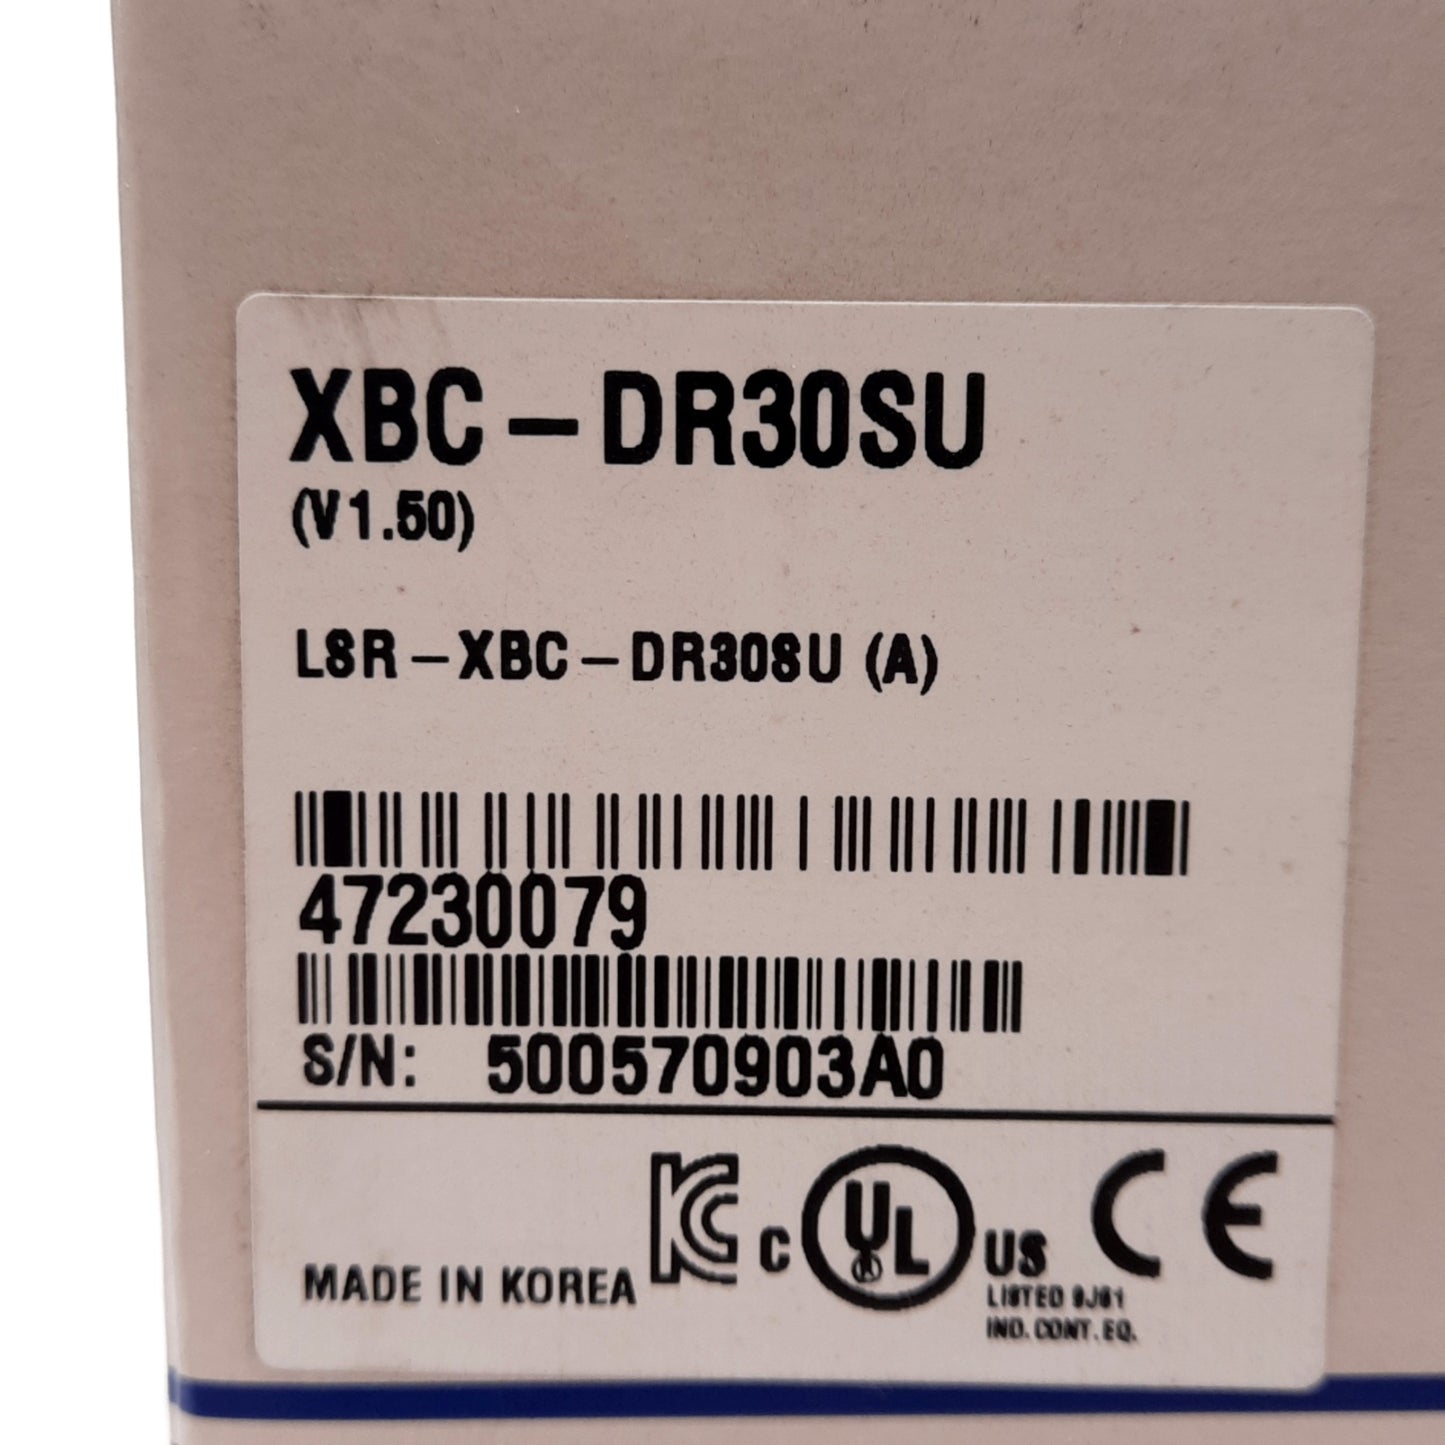 XBC-DR30SU
(V1.50)
LSR-XBC-DR30SU (A)
47230079
S/N: 500570903A0
MADE IN KOREA
KC
C UL US CE
LISTED
IND. CONT. EQ.